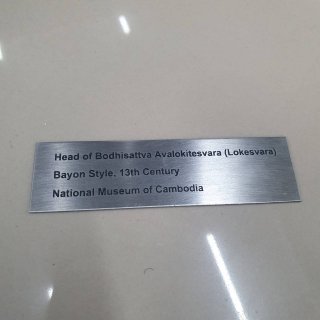 Head of Bodhisattva Avalokitesvara (Lokesvara)
Bayon Style, 13th Century
National Museum of Cambodia